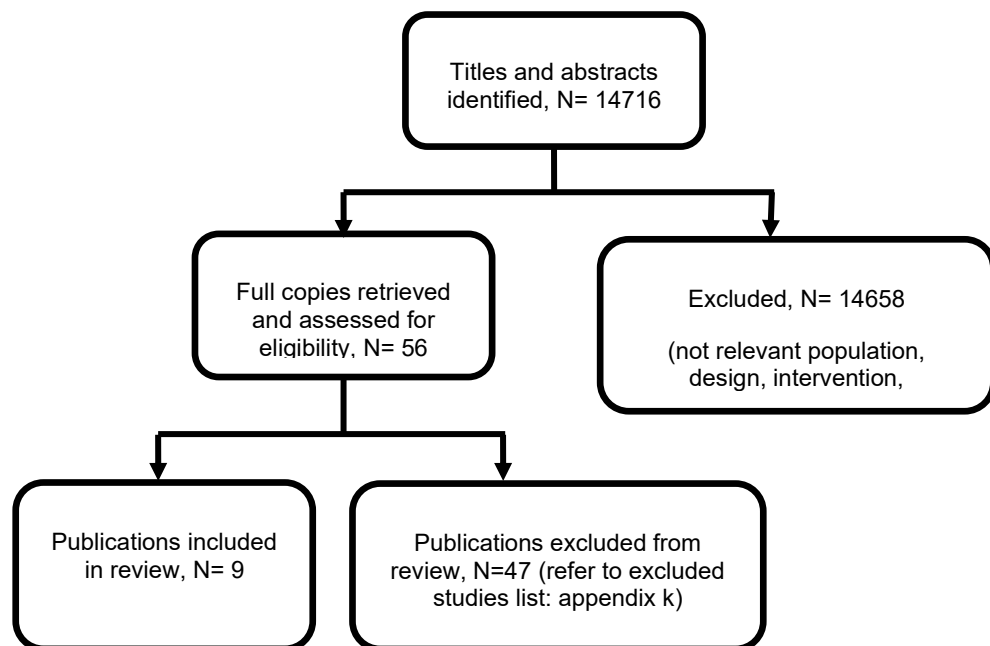 Titles and abstracts
identified, N= 14716
Full copies retrieved
and assessed for
eligibility, N= 56
Excluded, N= 14658
(not relevant population,
design, intervention,
Publications included
in review, N= 9
Publications excluded from
review, N=47 (refer to excluded
studies list: appendix k)